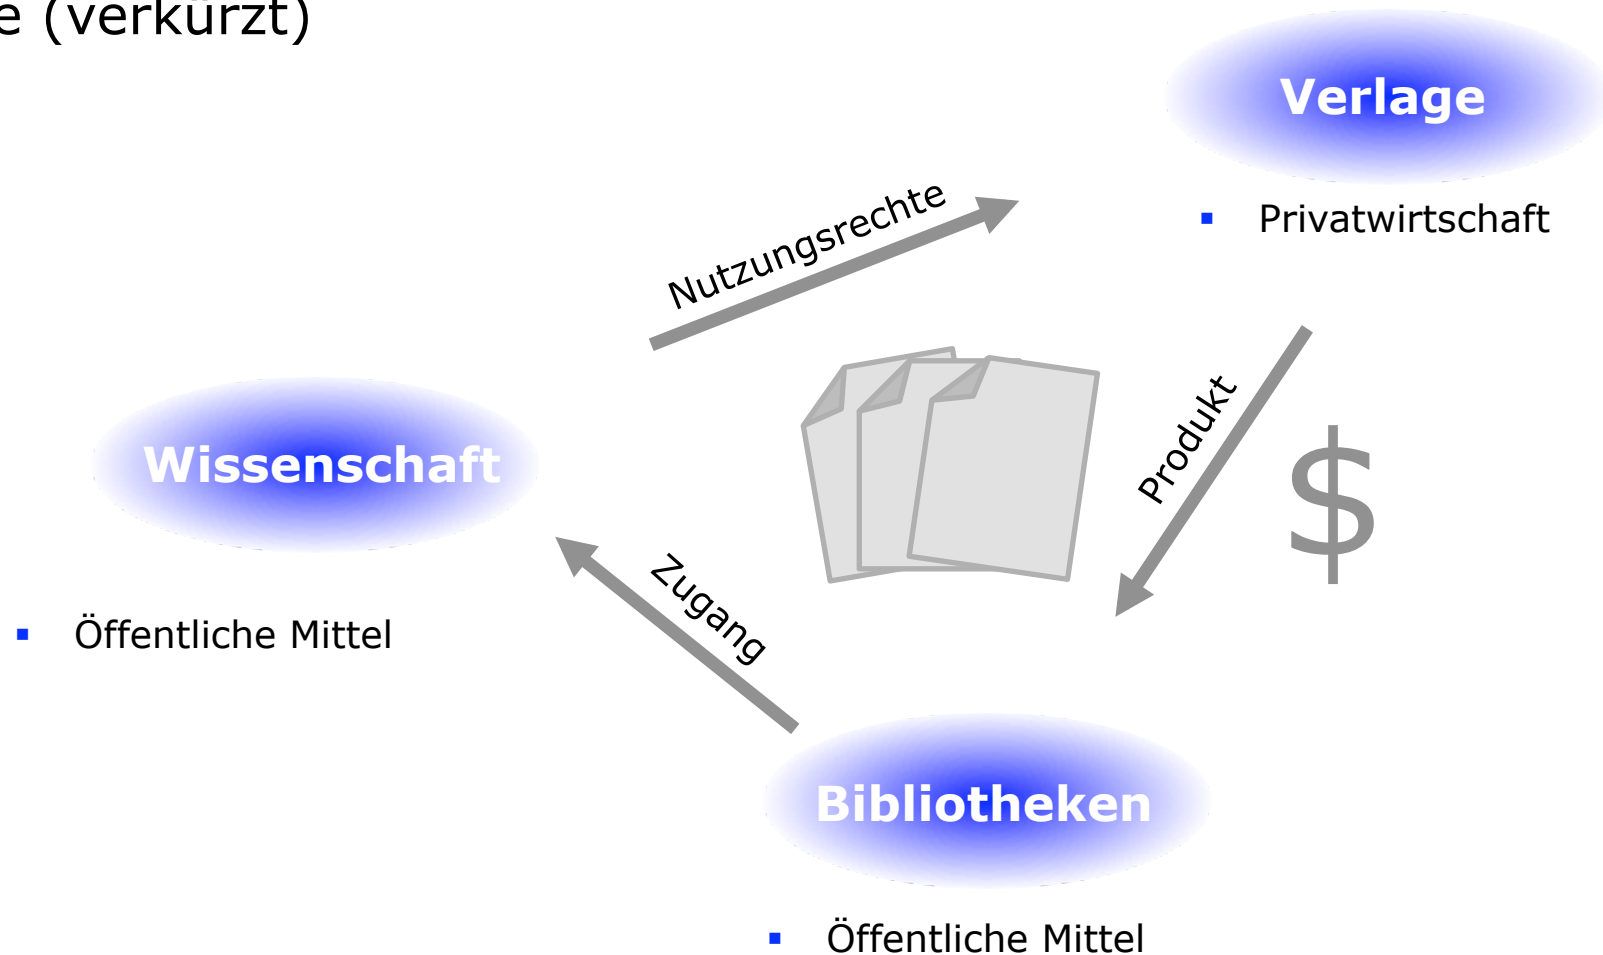 e (verkürzt)
Verlage
Privatwirtschaft
Nutzungsrechte
Produkt
$
Wissenschaft
Öffentliche Mittel
Zugang
Bibliotheken
Öffentliche Mittel